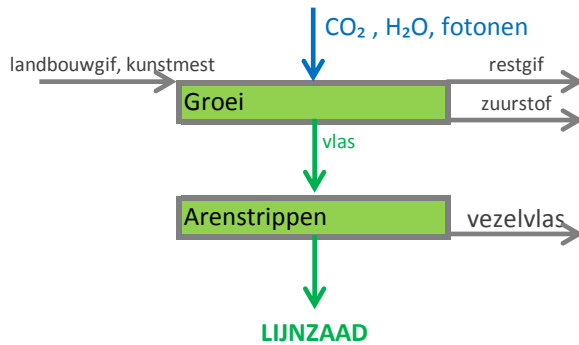 CO₂ , H₂O, fotonen
landbouwgif, kunstmest
restgif
Groei
zuurstof
vlas
Arenstrippen
vezelvlas
LIJNZAAD